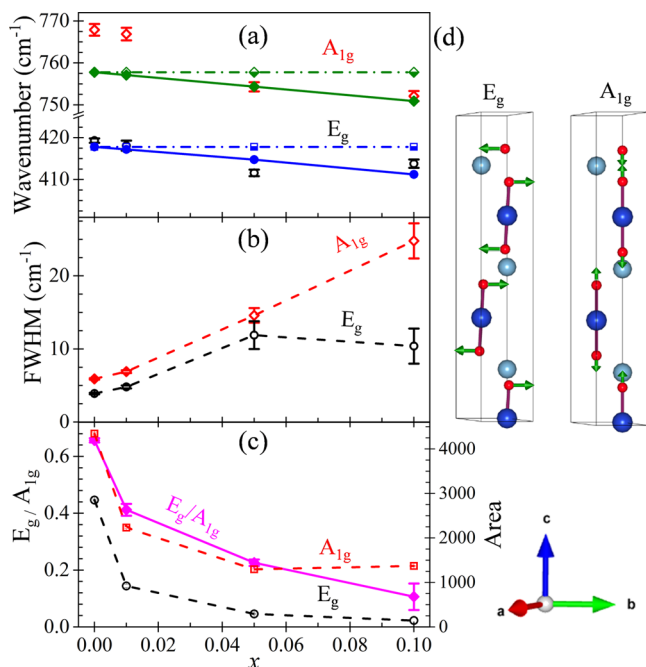 770
760
750
420
410
Wavenumber (cm⁻¹)
(a)
A1g
Eg
20
10
0
FWHM (cm⁻¹)
(b)
A1g
Eg
0.6
0.4
0.2
0.0
Eg / A1g
(c)
Eg/A1g
A1g
Eg
4000
3000
2000
1000
0
Area
0.00 0.02 0.04 0.06 0.08 0.10
x
(d)
Eg A1g
c
a b